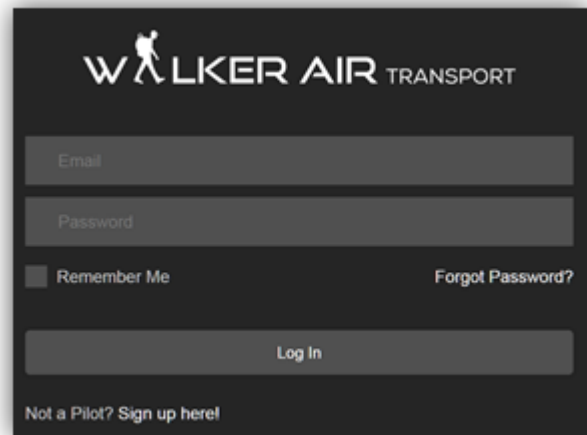 WALKER AIR TRANSPORT
Email
Password
Remember Me Forgot Password?
Log In
Not a Pilot? Sign up here!